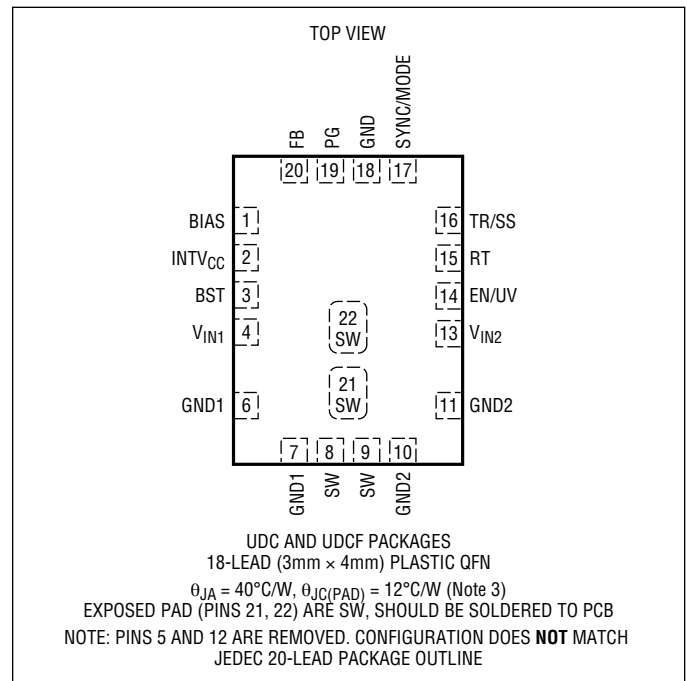 TOP VIEW
FB PG GND SYNC/MODE
20 19 18 17
BIAS 1 16 TR/SS
INTVCC 2 15 RT
BST 3 14 EN/UV
VIN1 4 13 VIN2
22
SW
21
SW
GND1 6 11 GND2
7 8 9 10
GND1 SW SW GND2
UDC AND UDCF PACKAGES
18-LEAD (3mm × 4mm) PLASTIC QFN
θJA = 40°C/W, θJC(PAD) = 12°C/W (Note 3)
EXPOSED PAD (PINS 21, 22) ARE SW, SHOULD BE SOLDERED TO PCB
NOTE: PINS 5 AND 12 ARE REMOVED. CONFIGURATION DOES NOT MATCH
JEDEC 20-LEAD PACKAGE OUTLINE